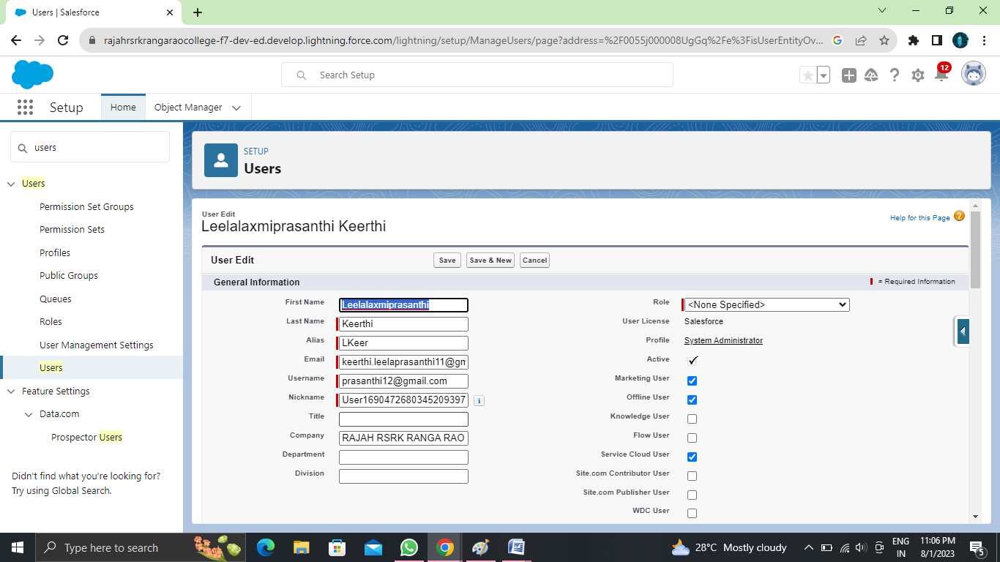 Users | Salesforce
rajahrsrkrangaraocollege-f7-dev-ed.develop.lightning.force.com/lightning/setup/ManageUsers/page?address=%2F0055j000008UgGq%2Fe%3FisUserEntityOv...
Search Setup
12
Setup
Home
Object Manager
users
Users
Permission Set Groups
Permission Sets
Profiles
Public Groups
Queues
Roles
User Management Settings
Users
Feature Settings
Data.com
Prospector Users
Didn't find what you're looking for?
Try using Global Search.
SETUP
Users
User Edit
Leelalaxmiprasanthi Keerthi
Help for this Page ?
User Edit
Save
Save & New
Cancel
General Information
= Required Information
First Name Leelalaxmiprasanthi
Last Name Keerthi
Alias LKeer
Email keerthi.leelaprasanthi11@gm
Username prasanthi12@gmail.com
Nickname User1690472680345209397 i
Title
Company RAJAH RSRK RANGA RAO
Department
Division
Role <None Specified>
User License Salesforce
Profile System Administrator
Active
Marketing User
Offline User
Knowledge User
Flow User
Service Cloud User
Site.com Contributor User
Site.com Publisher User
WDC User
Type here to search
28°C Mostly cloudy
ENG
IN
11:06 PM
8/1/2023
5